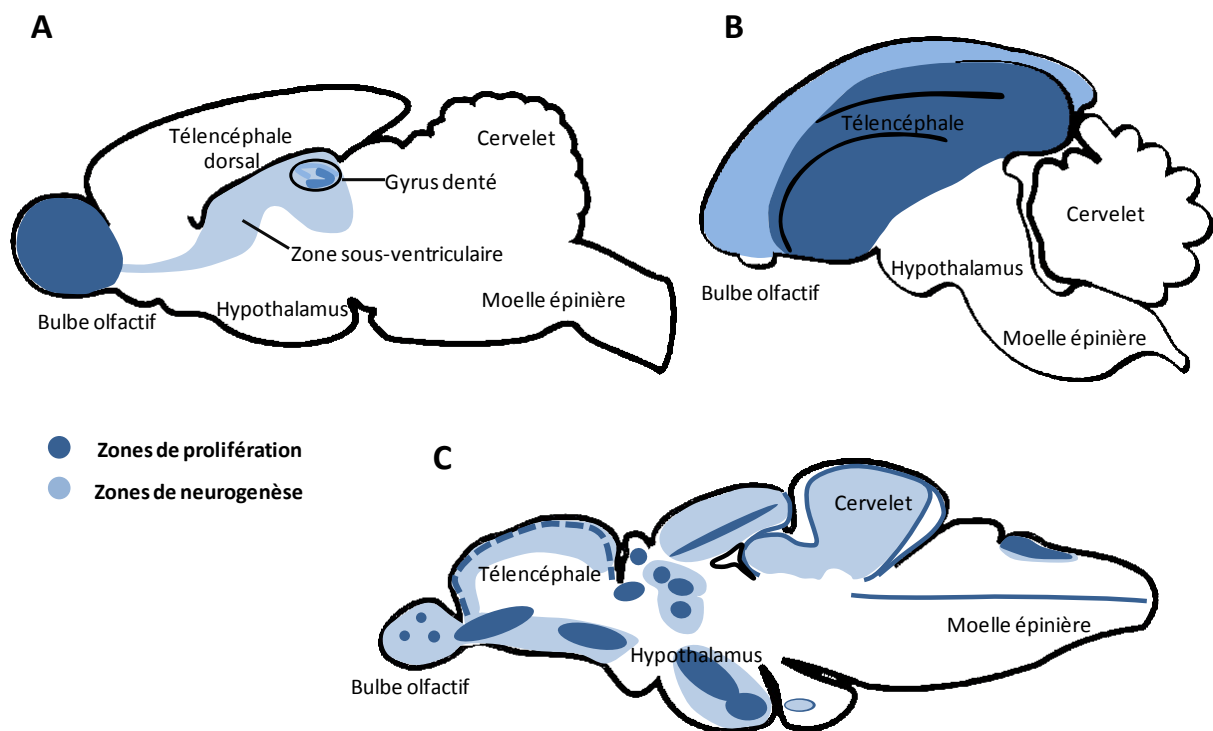 A
Télencéphale
dorsal
Cervelet
Gyrus denté
Zone sous-ventriculaire
Bulbe olfactif
Hypothalamus
Moelle épinière
B
Télencéphale
Cervelet
Hypothalamus
Bulbe olfactif
Moelle épinière
Zones de prolifération
Zones de neurogenèse
C
Cervelet
Télencéphale
Moelle épinière
Hypothalamus
Bulbe olfactif